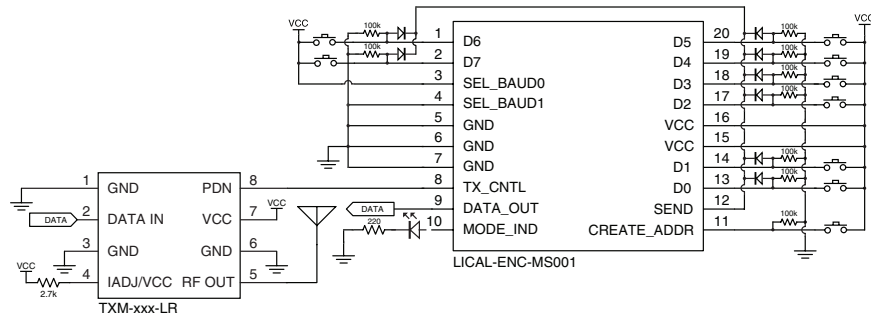 VCC
100k
100k
1 D6
2 D7
3 SEL_BAUD0
4 SEL_BAUD1
5 GND
6 GND
7 GND
8 TX_CNTL
9 DATA_OUT
10 MODE_IND
D5 20
D4 19
D3 18
D2 17
VCC 16
VCC 15
D1 14
D0 13
SEND 12
CREATE_ADDR 11
LICAL-ENC-MS001
100k
100k
100k
100k
100k
100k
100k
VCC
DATA
220
1 GND
DATA 2 DATA IN
3 GND
VCC 2.7k 4 IADJ/VCC
PDN 8
VCC 7 VCC
GND 6
RF OUT 5
TXM-xxx-LR